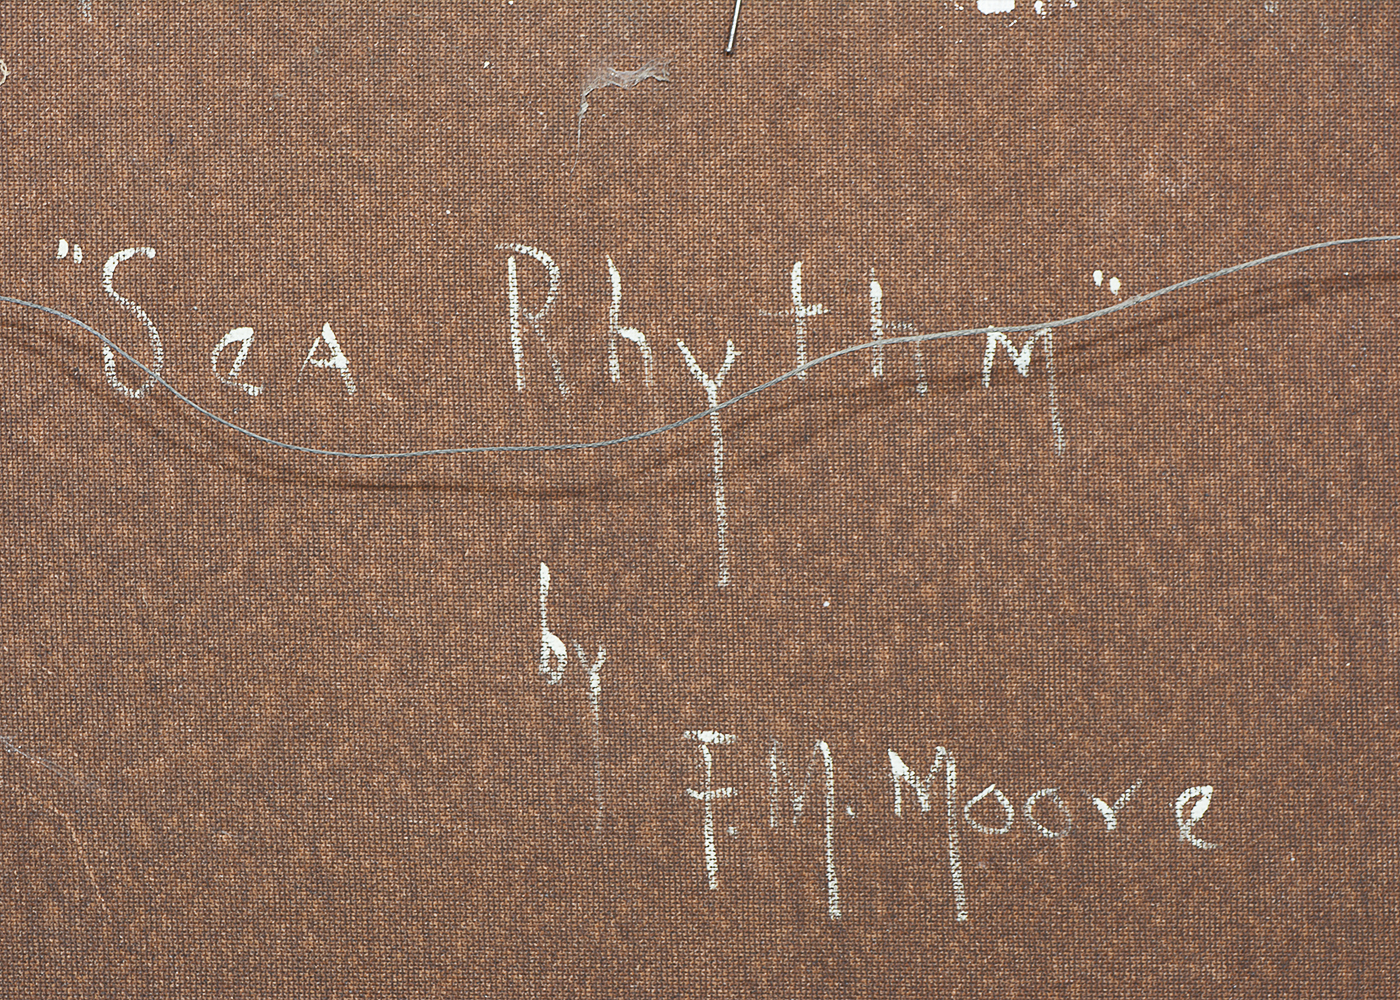 "Sea Rhythm"
by
F.M. Moore